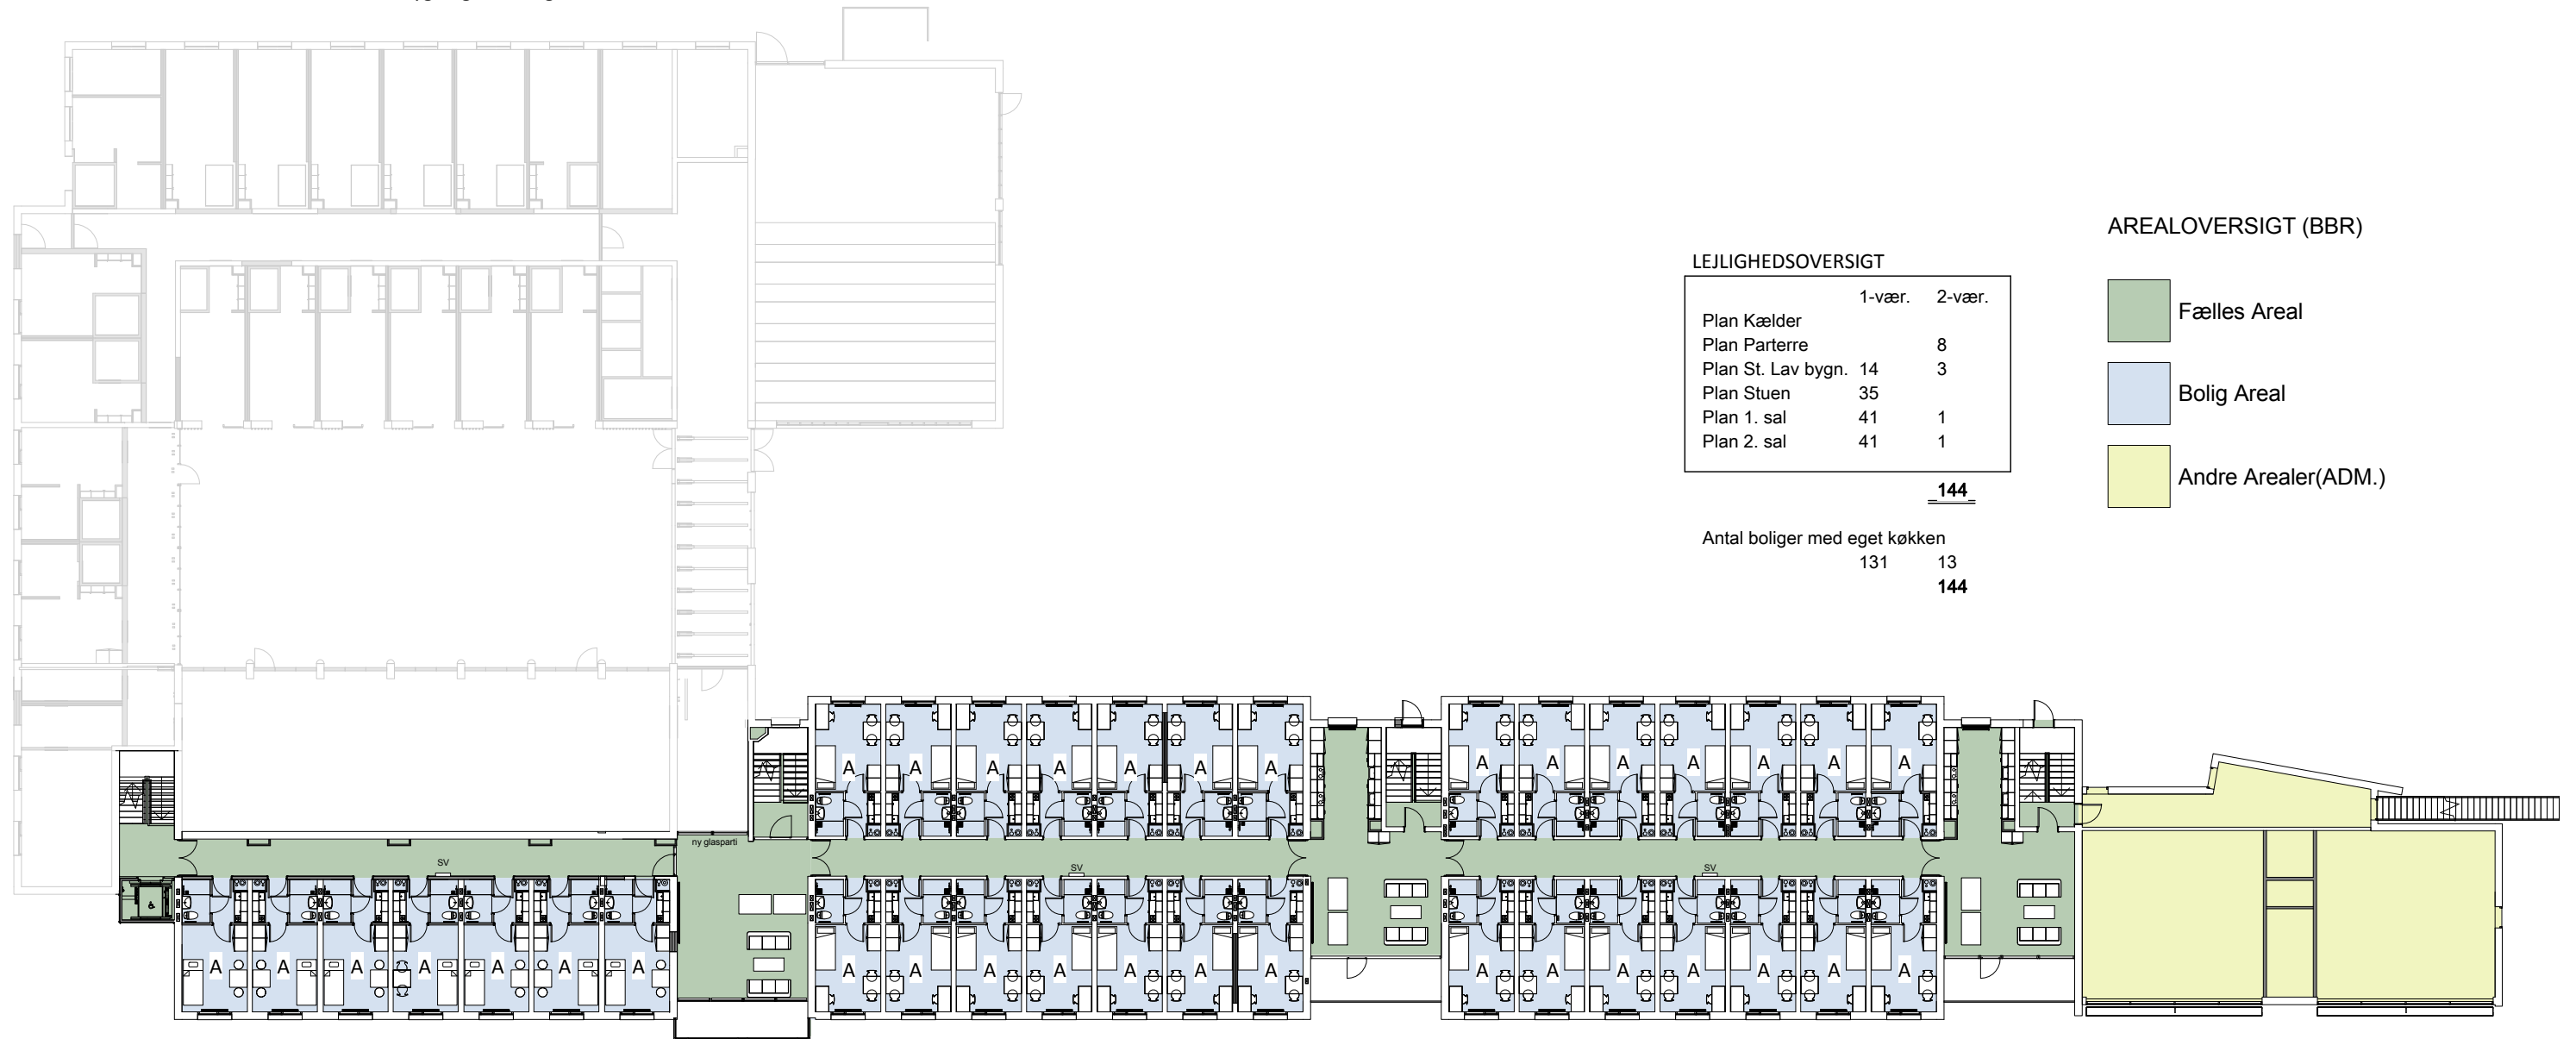 AREALOVERSIGT (BBR)
Fælles Areal
Bolig Areal
Andre Arealer(ADM.)
LEJLIGHEDSOVERSIGT
1-vær. 2-vær.
Plan Kælder
Plan Parterre 8
Plan St. Lav bygn. 14 3
Plan Stuen 35
Plan 1. sal 41 1
Plan 2. sal 41 1
144
Antal boliger med eget køkken
131 13
144
A A A A A A A A A A A A A A
ny glasparti
SV SV SV
A A A A A A A A A A A A A A A A A A A A A